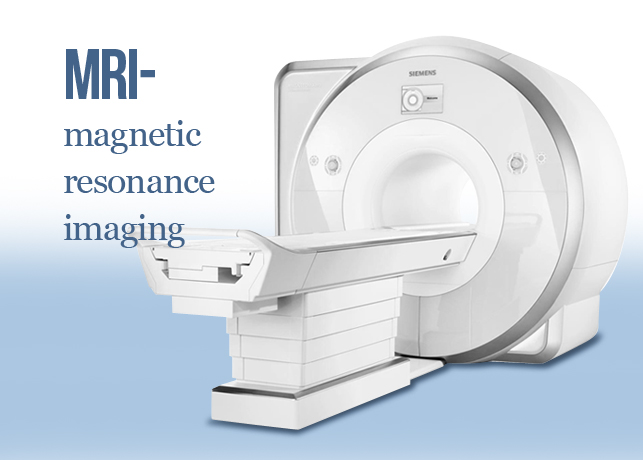 MRI-
magnetic
resonance
imaging
SIEMENS